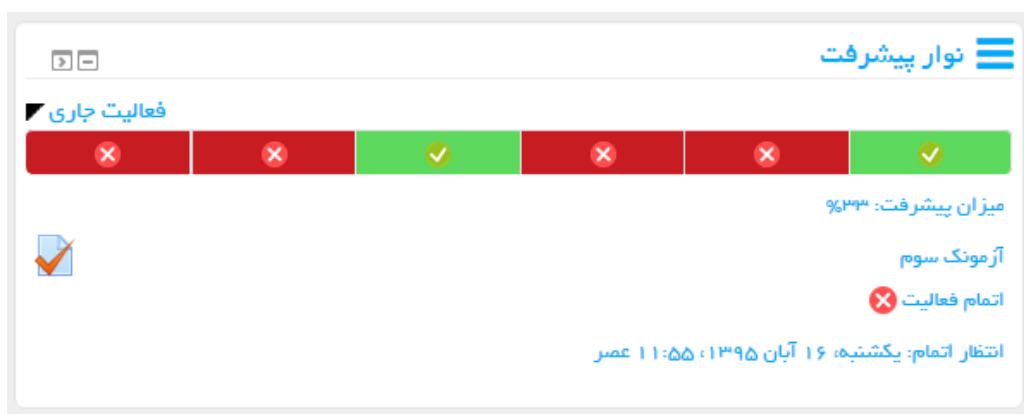 نوار پیشرفت
فعالیت جاری
میزان پیشرفت: ۳۳%
آزمونک سوم
اتمام فعالیت
انتظار اتمام: یکشنبه، ۱۶ آبان ۱۳۹۵، ۱۱:۵۵ عصر